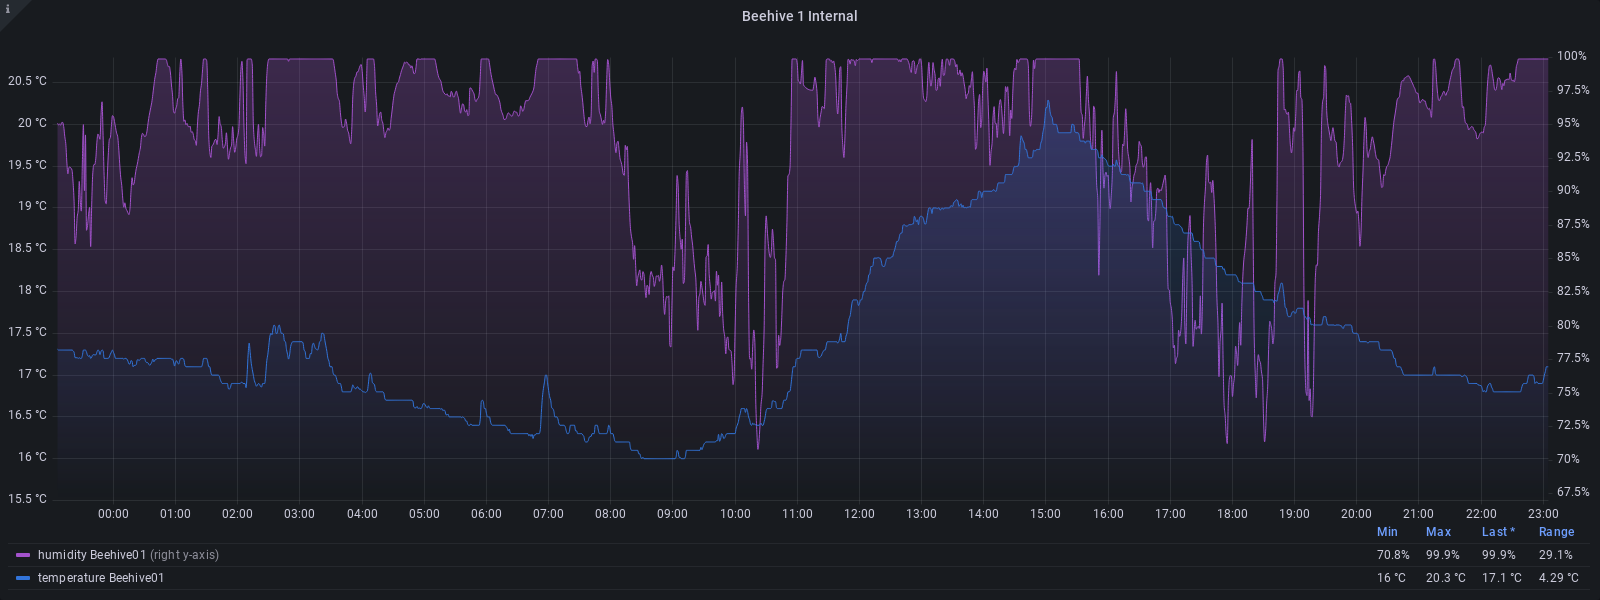 i
Beehive 1 Internal
20.5 °C
20 °C
19.5 °C
19 °C
18.5 °C
18 °C
17.5 °C
17 °C
16.5 °C
16 °C
15.5 °C
100%
97.5%
95%
92.5%
90%
87.5%
85%
82.5%
80%
77.5%
75%
72.5%
70%
67.5%
00:00 01:00 02:00 03:00 04:00 05:00 06:00 07:00 08:00 09:00 10:00 11:00 12:00 13:00 14:00 15:00 16:00 17:00 18:00 19:00 20:00 21:00 22:00 23:00
Min Max Last * Range
humidity Beehive01 (right y-axis) 70.8% 99.9% 99.9% 29.1%
temperature Beehive01 16 °C 20.3 °C 17.1 °C 4.29 °C